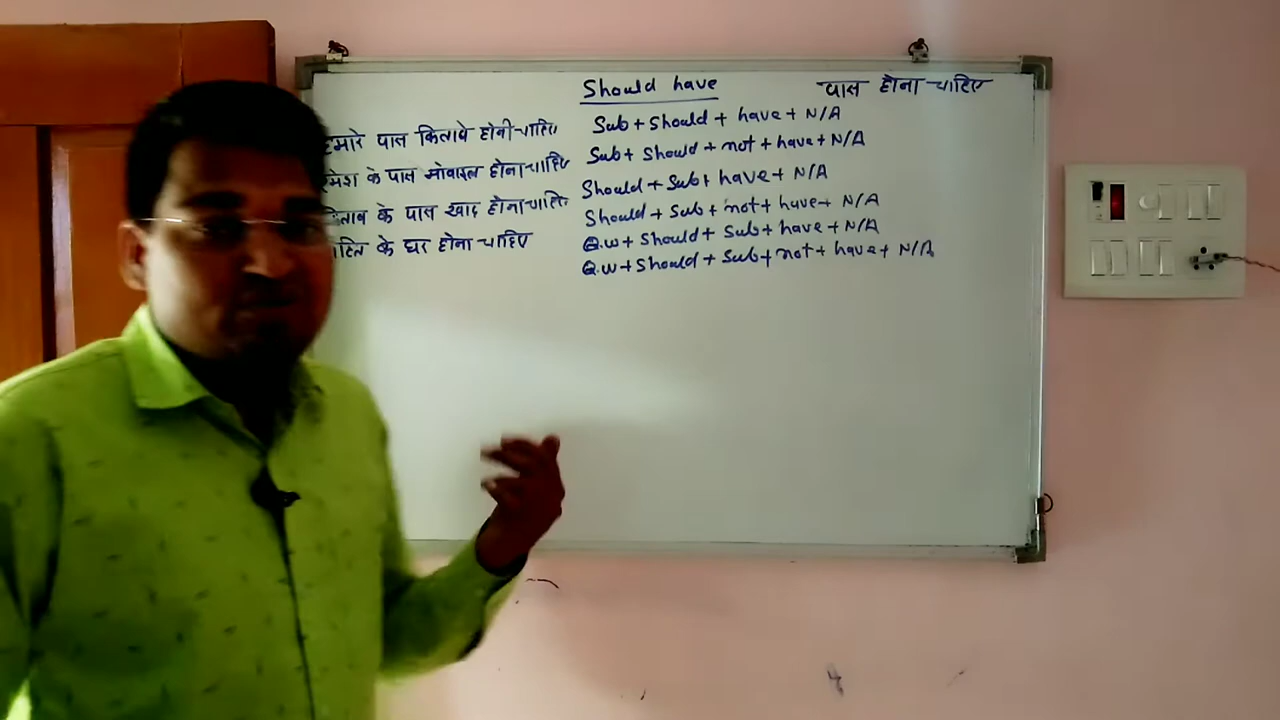 Should have
पास होना चाहिए
हमारे पास किताबे होनी चाहिए
के पास मोबाइल होना चाहिए
के पास खाद होना चाहिए
के घर होना चाहिए
Sub + Should + have + N/A
Sub + Should + not + have + N/A
Should + Sub + have + N/A
Should + Sub + not + have + N/A
Q.W + Should + Sub + have + N/A
Q.W + Should + Sub + not + have + N/A